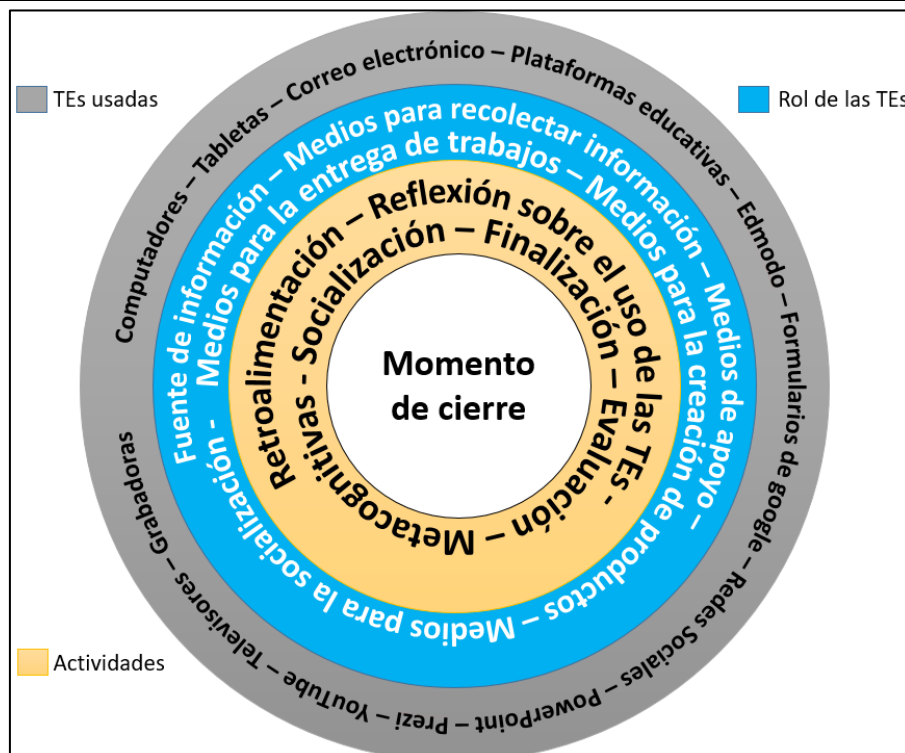 TEs usadas
Rol de las TEs
Computadores – Tabletas – Correo electrónico – Plataformas educativas – Edmodo – Formularios de google – Redes Sociales – PowerPoint – Prezi – YouTube – Televisores – Grabadoras
Fuente de información – Medios para recolectar información – Medios de apoyo –
Medios para la entrega de trabajos – Medios para la creación de productos – Medios para la socialización -
Retroalimentación – Reflexión sobre el uso de las TEs -
Socialización – Finalización – Evaluación – Metacognitivas -
Momento
de cierre
Actividades